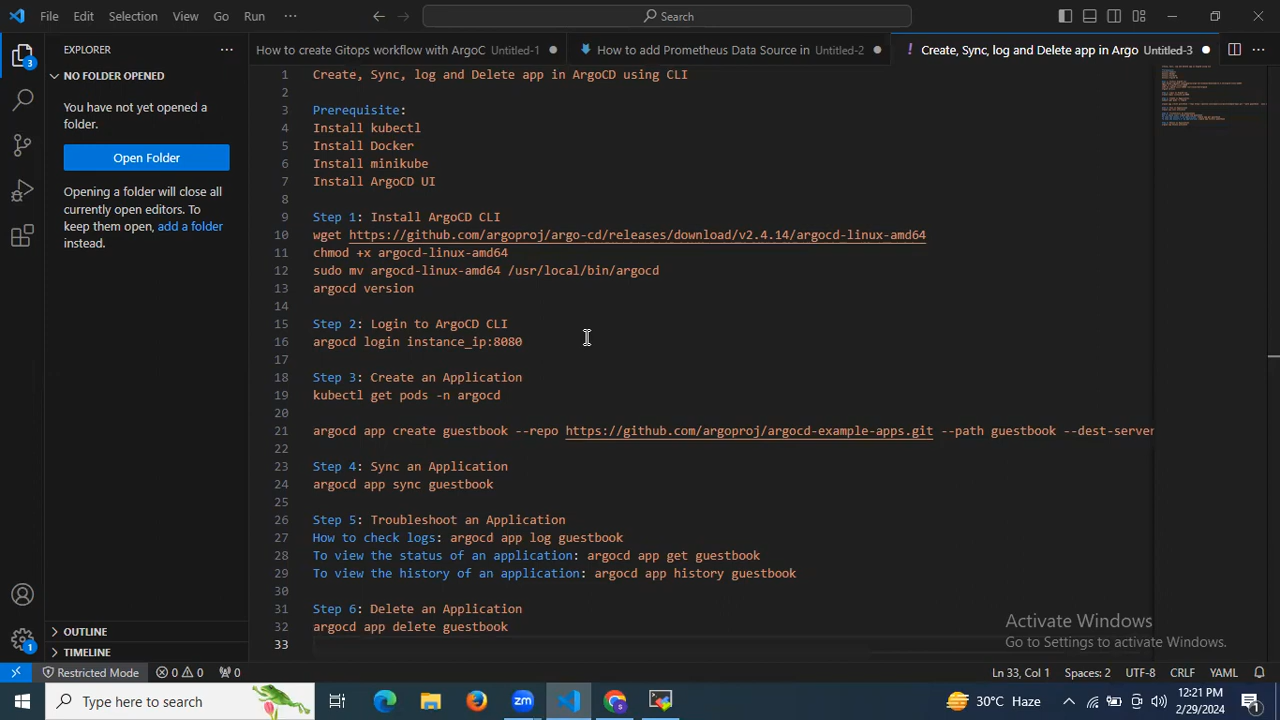 File Edit Selection View Go Run ··· Search
EXPLORER
How to create Gitops workflow with ArgoC Untitled-1
How to add Prometheus Data Source in Untitled-2
Create, Sync, log and Delete app in Argo Untitled-3
NO FOLDER OPENED
You have not yet opened a
folder.
Open Folder
Opening a folder will close all
currently open editors. To
keep them open, add a folder
instead.
OUTLINE
TIMELINE
3
1
1 Create, Sync, log and Delete app in ArgoCD using CLI
2
3 Prerequisite:
4 Install kubectl
5 Install Docker
6 Install minikube
7 Install ArgoCD UI
8
9 Step 1: Install ArgoCD CLI
10 wget https://github.com/argoproj/argo-cd/releases/download/v2.4.14/argocd-linux-amd64
11 chmod +x argocd-linux-amd64
12 sudo mv argocd-linux-amd64 /usr/local/bin/argocd
13 argocd version
14
15 Step 2: Login to ArgoCD CLI
16 argocd login instance_ip:8080
17
18 Step 3: Create an Application
19 kubectl get pods -n argocd
20
21 argocd app create guestbook --repo https://github.com/argoproj/argocd-example-apps.git --path guestbook --dest-server
22
23 Step 4: Sync an Application
24 argocd app sync guestbook
25
26 Step 5: Troubleshoot an Application
27 How to check logs: argocd app log guestbook
28 To view the status of an application: argocd app get guestbook
29 To view the history of an application: argocd app history guestbook
30
31 Step 6: Delete an Application
32 argocd app delete guestbook
33
Activate Windows
Go to Settings to activate Windows.
Restricted Mode 0 0 0 Ln 33, Col 1 Spaces: 2 UTF-8 CRLF YAML
Type here to search zm 30°C Haze 12:21 PM
2/29/2024 1